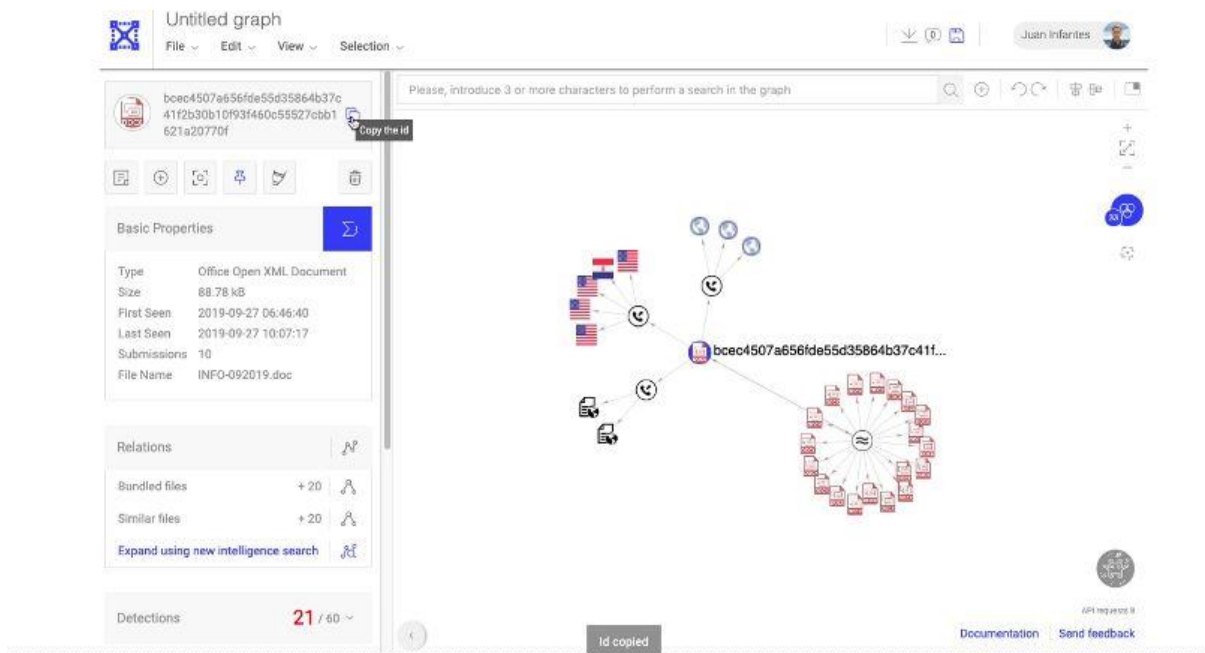 Untitled graph
File
Edit
View
Selection
(0)
Juan Infantes
bcec4507a656fde55d35864b37c
41f2b30b10f93f460c55527cbb1
621a20770f
Copy the id
Please, introduce 3 or more characters to perform a search in the graph
Basic Properties
Type Office Open XML Document
Size 88.78 kB
First Seen 2019-09-27 06:46:40
Last Seen 2019-09-27 10:07:17
Submissions 10
File Name INFO-092019.doc
Relations
Bundled files + 20
Similar files + 20
Expand using new intelligence search
Detections 21 / 60
bcec4507a656fde55d35864b37c41f...
API requests 8
Documentation Send feedback
Id copied